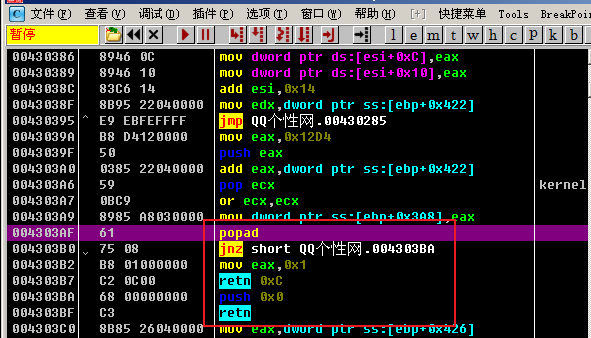 C 文件(F) 查看(V) 调试(D) 插件(P) 选项(T) 窗口(W) 帮助(H) [+] 快捷菜单 Tools BreakPoin
暂停 l e m t w h c p k b
00430386 8946 0C mov dword ptr ds:[esi+0xC],eax
00430389 8946 10 mov dword ptr ds:[esi+0x10],eax
0043038C 83C6 14 add esi,0x14
0043038F 8B95 22040000 mov edx,dword ptr ss:[ebp+0x422]
00430395 ^ E9 EBFEFFFF jmp QQ个性网.00430285
0043039A B8 D4120000 mov eax,0x12D4
0043039F 50 push eax
004303A0 0385 22040000 add eax,dword ptr ss:[ebp+0x422]
004303A6 59 pop ecx kernel
004303A7 0BC9 or ecx,ecx
004303A9 8985 A8030000 mov dword ptr ss:[ebp+0x3A8],eax
004303AF 61 popad
004303B0 75 08 jnz short QQ个性网.004303BA
004303B2 B8 01000000 mov eax,0x1
004303B7 C2 0C00 retn 0xC
004303BA 68 00000000 push 0x0
004303BF C3 retn
004303C0 8B85 26040000 mov eax,dword ptr ss:[ebp+0x426]